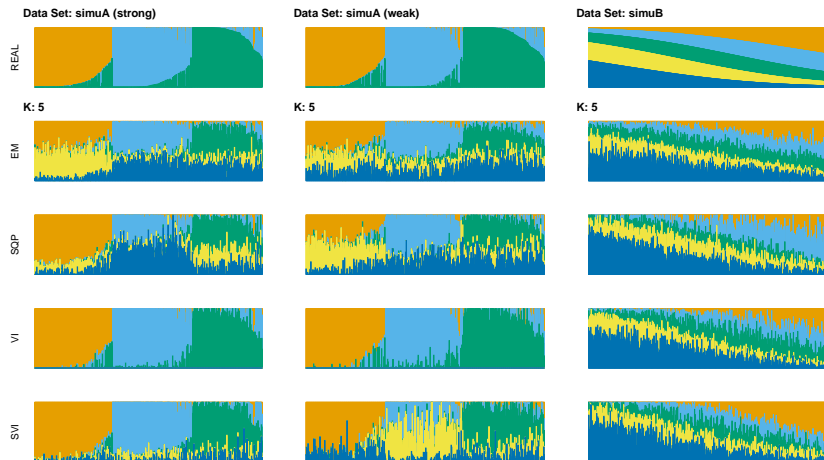 Data Set: simuA (strong)
Data Set: simuA (weak)
Data Set: simuB
REAL
K: 5
K: 5
K: 5
EM
SQP
VI
SVI